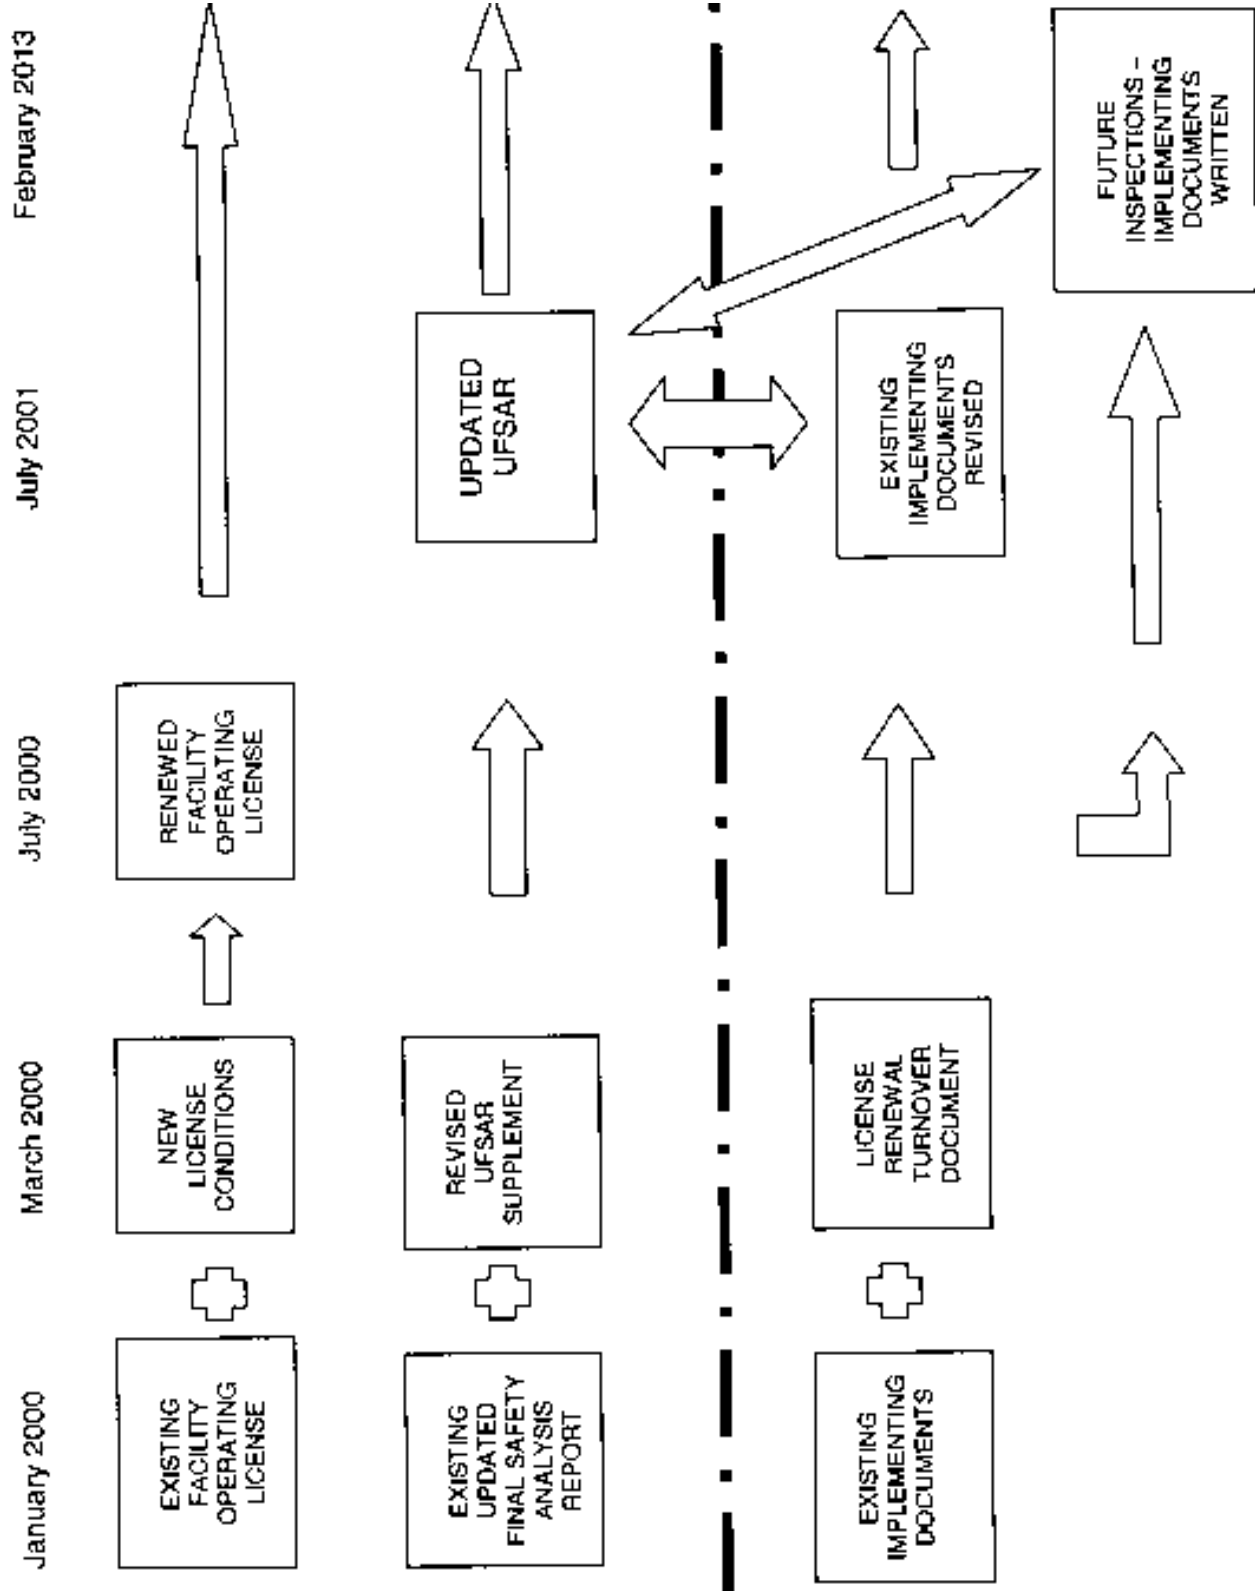 January 2000
March 2000
July 2000
July 2001
February 2013
EXISTING
FACILITY
OPERATING
LICENSE
NEW
LICENSE
CONDITIONS
RENEWED
FACILITY
OPERATING
LICENSE
EXISTING
UPDATED
FINAL SAFETY
ANALYSIS
REPORT
REVISED
UFSAR
SUPPLEMENT
UPDATED
UFSAR
EXISTING
IMPLEMENTING
DOCUMENTS
LICENSE
RENEWAL
TURNOVER
DOCUMENT
EXISTING
IMPLEMENTING
DOCUMENTS
REVISED
FUTURE
INSPECTIONS –
IMPLEMENTING
DOCUMENTS
WRITTEN